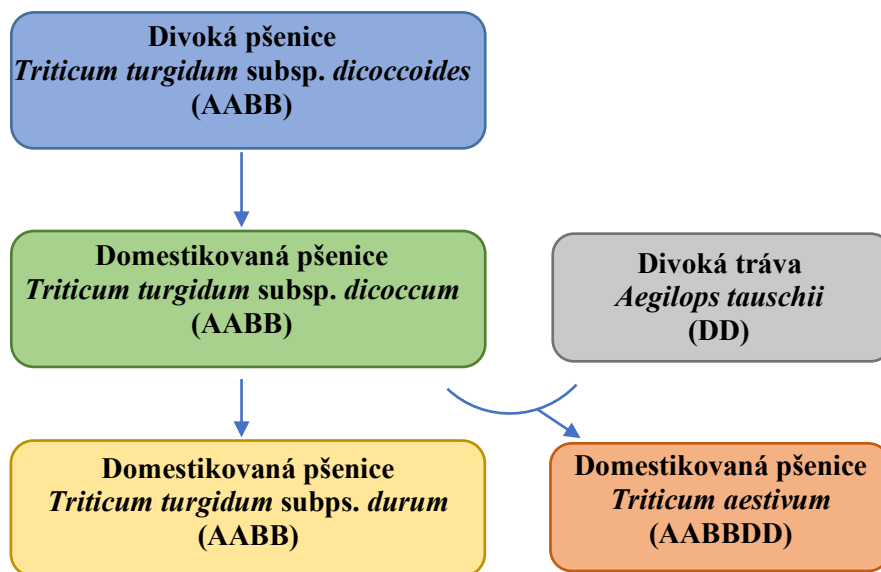 Divoká pšenice
Triticum turgidum subsp. dicoccoides
(AABB)
Domestikovaná pšenice
Triticum turgidum subsp. dicoccum
(AABB)
Divoká tráva
Aegilops tauschii
(DD)
Domestikovaná pšenice
Triticum turgidum subps. durum
(AABB)
Domestikovaná pšenice
Triticum aestivum
(AABBDD)